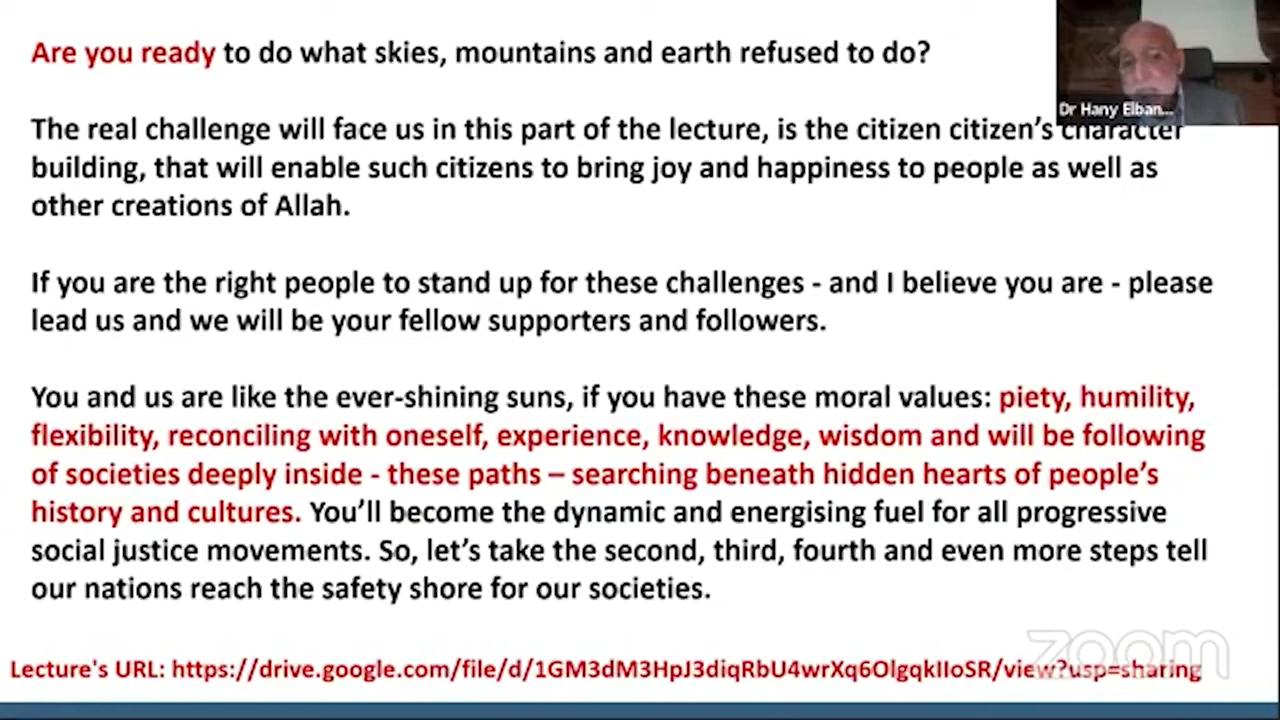 Are you ready to do what skies, mountains and earth refused to do?
Dr Hany Elban...
The real challenge will face us in this part of the lecture, is the citizen citizen's character
building, that will enable such citizens to bring joy and happiness to people as well as
other creations of Allah.
If you are the right people to stand up for these challenges - and I believe you are - please
lead us and we will be your fellow supporters and followers.
You and us are like the ever-shining suns, if you have these moral values: piety, humility,
flexibility, reconciling with oneself, experience, knowledge, wisdom and will be following
of societies deeply inside - these paths – searching beneath hidden hearts of people's
history and cultures. You'll become the dynamic and energising fuel for all progressive
social justice movements. So, let's take the second, third, fourth and even more steps tell
our nations reach the safety shore for our societies.
zoom
Lecture's URL: https://drive.google.com/file/d/1GM3dM3HpJ3diqRbU4wrXq6OlgqkIIoSR/view?usp=sharing